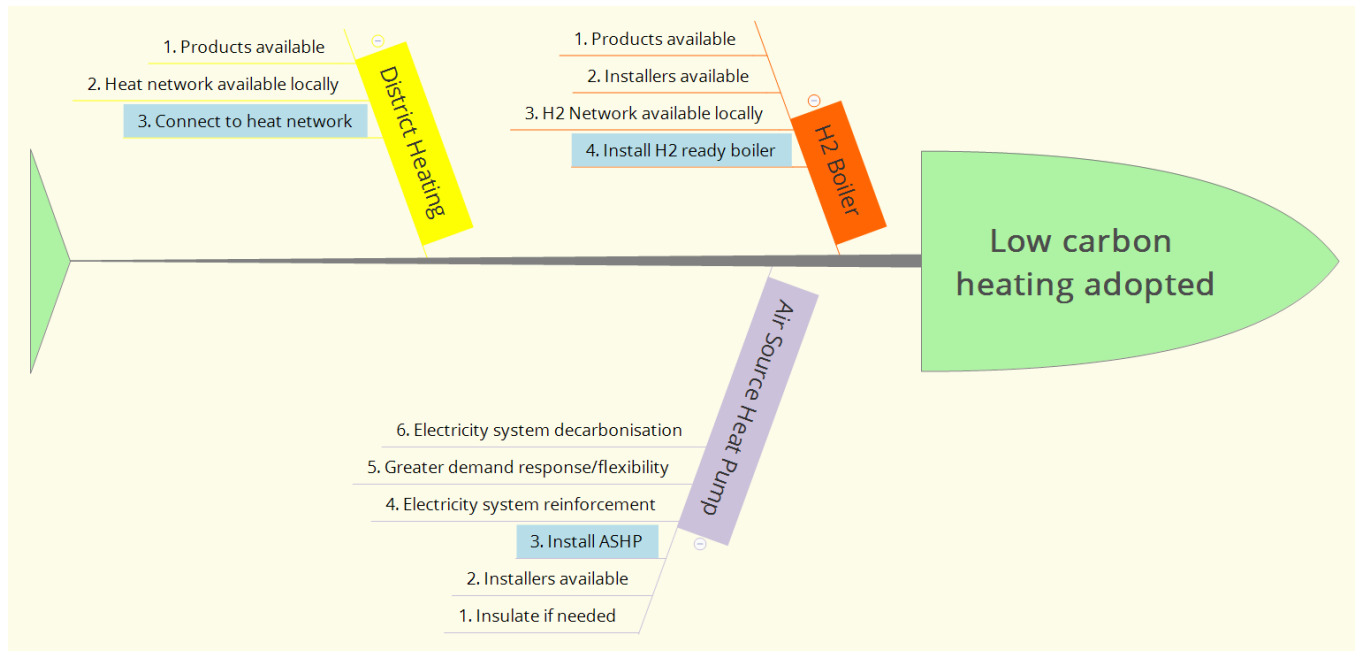 1. Products available
2. Heat network available locally
3. Connect to heat network
District Heating
1. Products available
2. Installers available
3. H2 Network available locally
4. Install H2 ready boiler
H2 Boiler
Low carbon
heating adopted
Air Source Heat Pump
6. Electricity system decarbonisation
5. Greater demand response/flexibility
4. Electricity system reinforcement
3. Install ASHP
2. Installers available
1. Insulate if needed